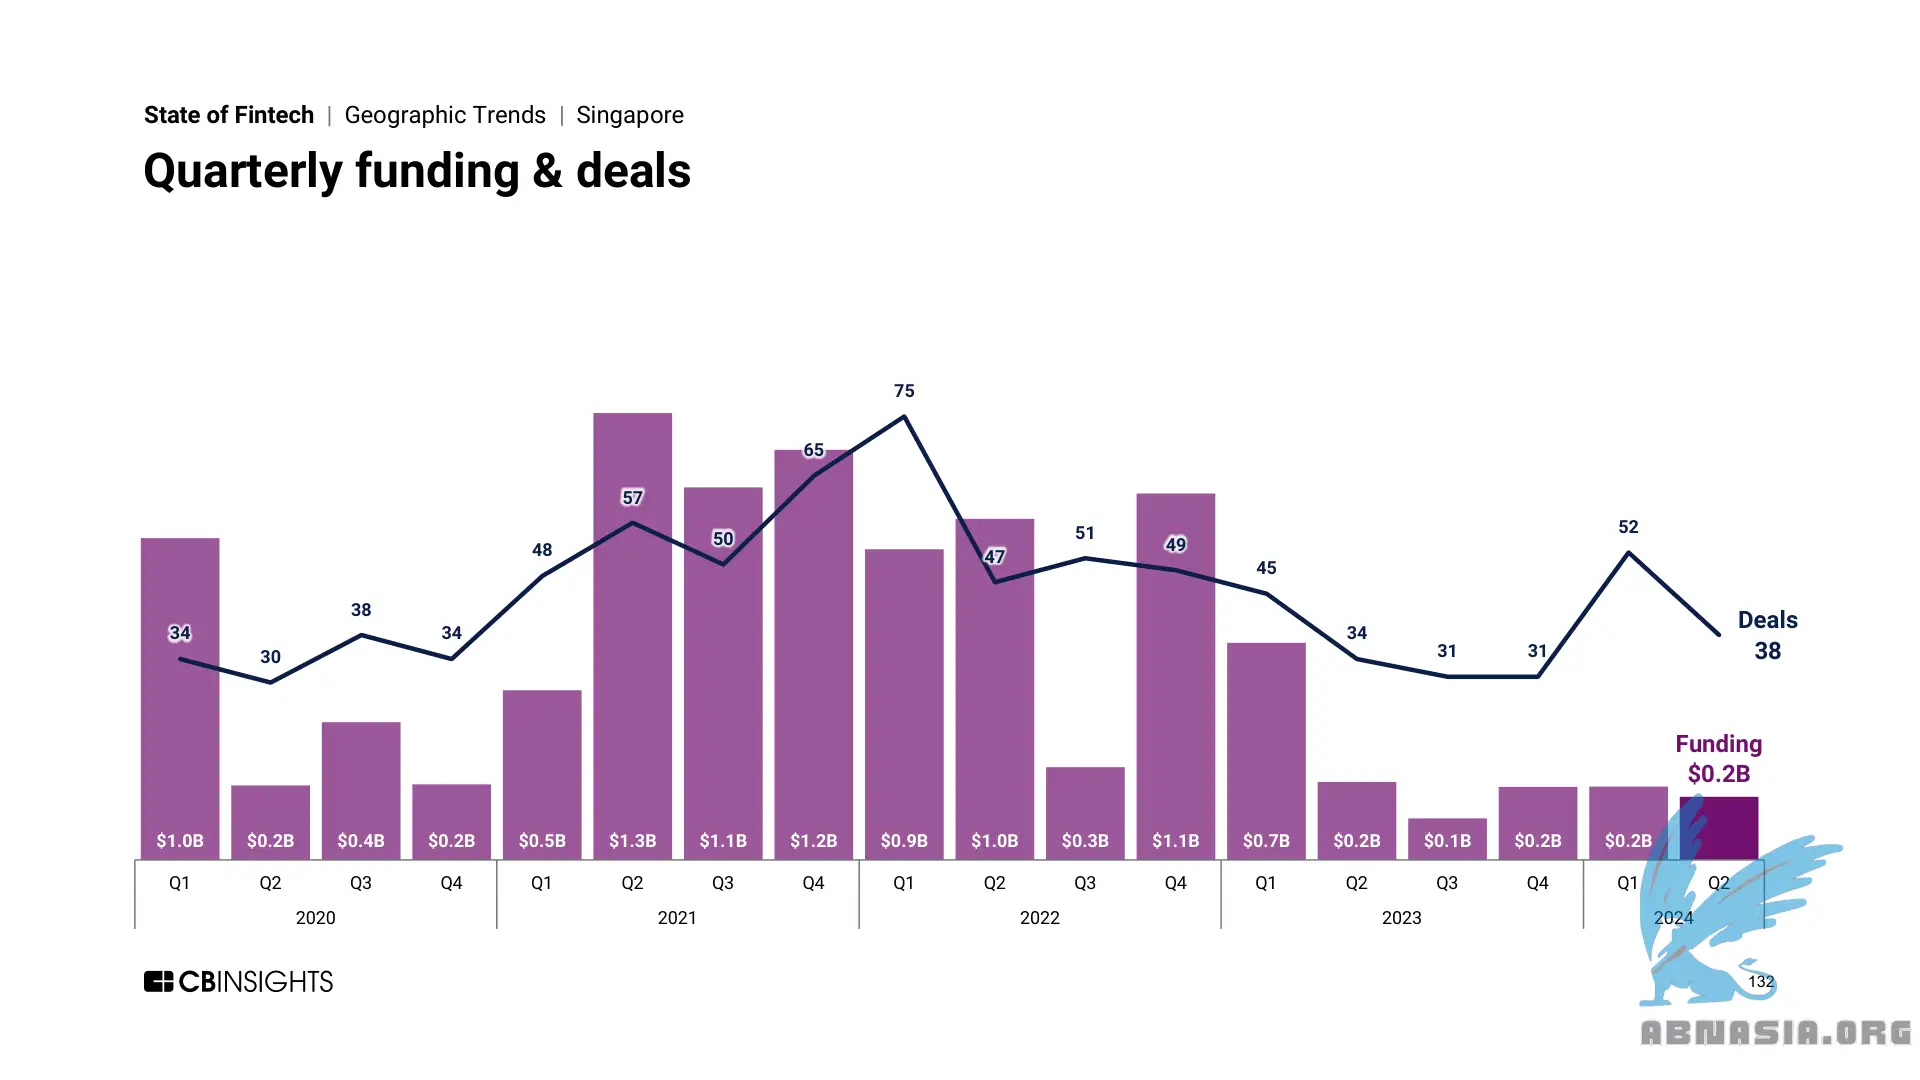 State of Fintech | Geographic Trends | Singapore
Quarterly funding & deals
75
65
57
50
48
47
51
49
45
52
38
34
30
34
34
31
31
Deals
38
Funding
$0.2B
$1.0B $0.2B $0.4B $0.2B $0.5B $1.3B $1.1B $1.2B $0.9B $1.0B $0.3B $1.1B $0.7B $0.2B $0.1B $0.2B $0.2B
Q1 Q2 Q3 Q4 Q1 Q2 Q3 Q4 Q1 Q2 Q3 Q4 Q1 Q2 Q3 Q4 Q1 Q2
2020 2021 2022 2023 2024
CBINSIGHTS
132
ABNASIA.ORG